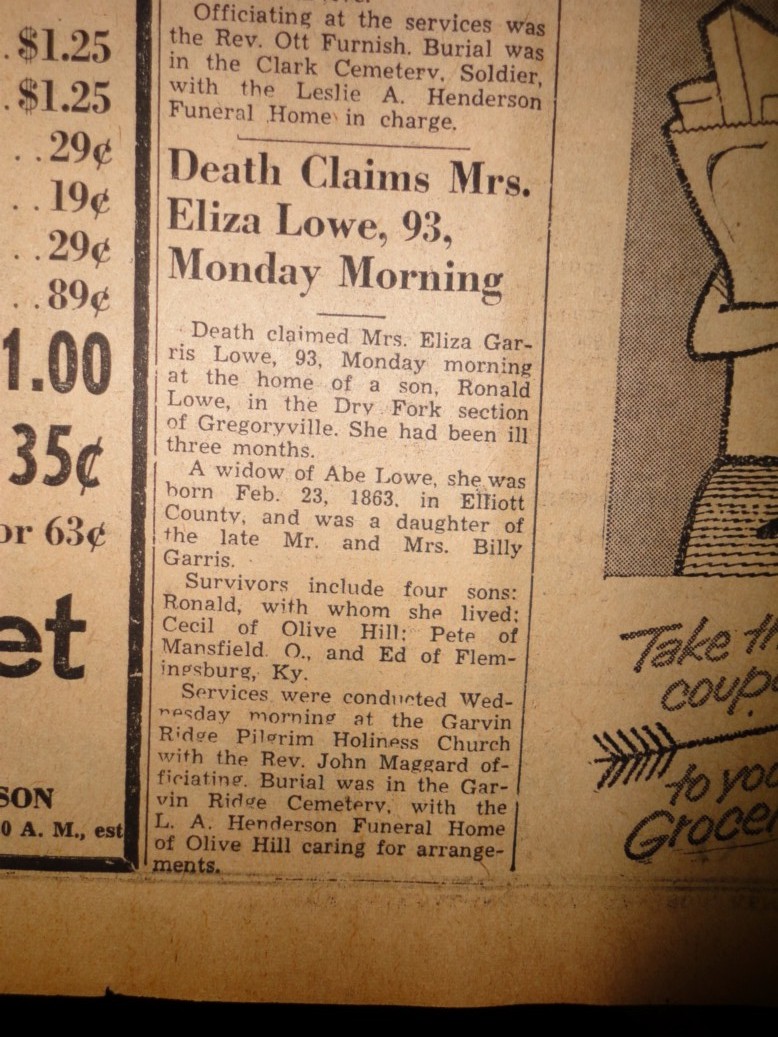 . $1.25
. $1.25
. . 29¢
. . 19¢
. . 29¢
. . 89¢
1.00
35¢
or 63¢
et
SON
0 A. M., est
Officiating at the services was
the Rev. Ott Furnish. Burial was
in the Clark Cemetery, Soldier,
with the Leslie A. Henderson
Funeral Home in charge.
Death Claims Mrs.
Eliza Lowe, 93,
Monday Morning
Death claimed Mrs. Eliza Gar-
ris Lowe, 93, Monday morning
at the home of a son, Ronald
Lowe, in the Dry Fork section
of Gregoryville. She had been ill
three months.
A widow of Abe Lowe, she was
born Feb. 23, 1863, in Elliott
County, and was a daughter of
the late Mr. and Mrs. Billy
Garris.
Survivors include four sons:
Ronald, with whom she lived;
Cecil of Olive Hill; Pete of
Mansfield O., and Ed of Flem-
ingsburg, Ky.
Services were conducted Wed-
nesday morning at the Garvin
Ridge Pilgrim Holiness Church
with the Rev. John Maggard of-
ficiating. Burial was in the Gar-
vin Ridge Cemetery, with the
L. A. Henderson Funeral Home
of Olive Hill caring for arrange-
ments.
Take th
coupo
to you
Grocer